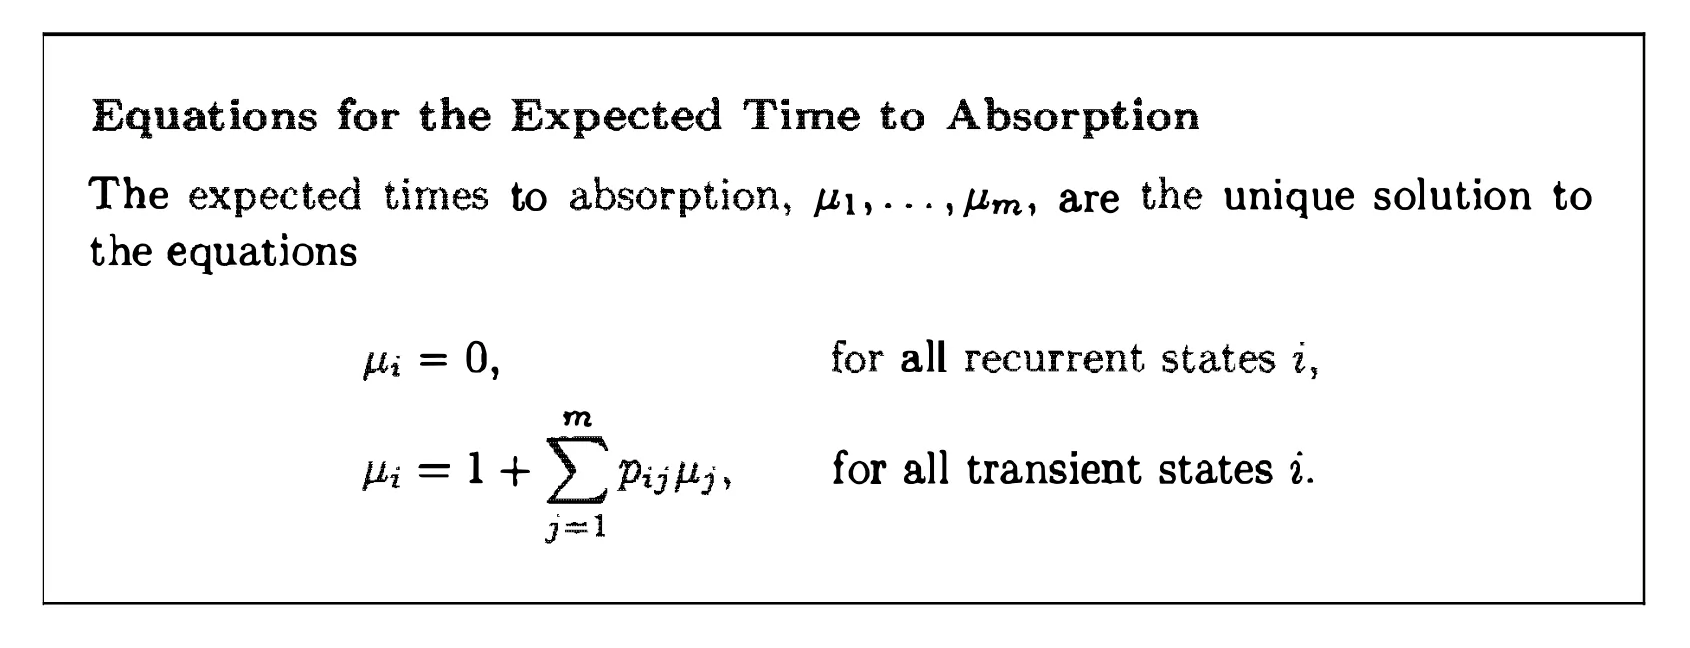 Equations for the Expected Time to Absorption
The expected times to absorption, μ₁, . . . , μₘ, are the unique solution to
the equations
μᵢ = 0, for all recurrent states i,
μᵢ = 1 + ∑_{j=1}^{m} pᵢⱼμⱼ, for all transient states i.